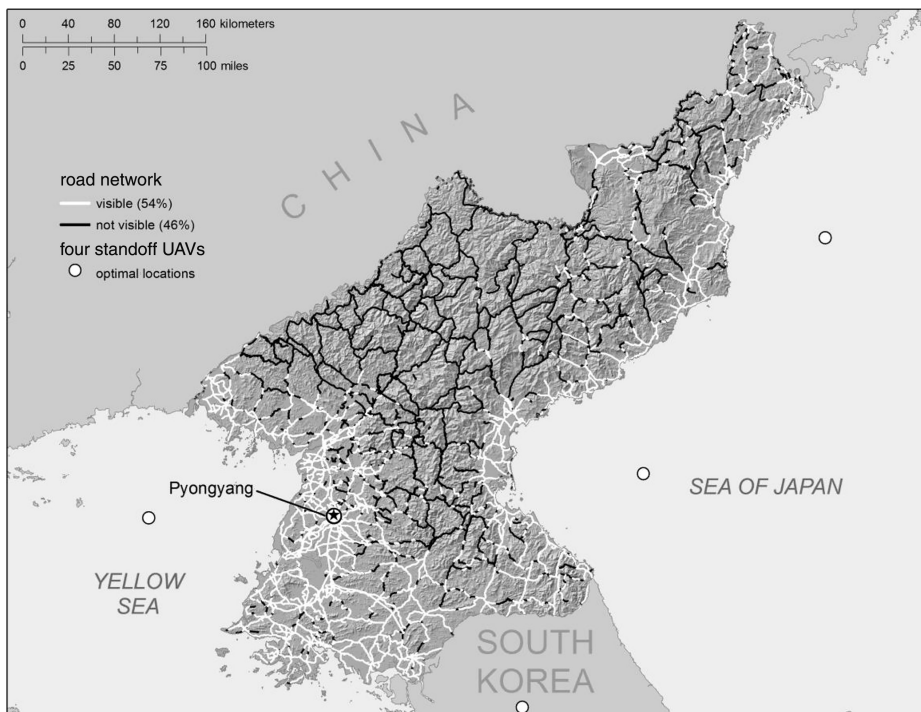 0 40 80 120 160 kilometers
0 25 50 75 100 miles
CHINA
road network
visible (54%)
not visible (46%)
four standoff UAVs
optimal locations
Pyongyang
SEA OF JAPAN
YELLOW
SEA
SOUTH
KOREA